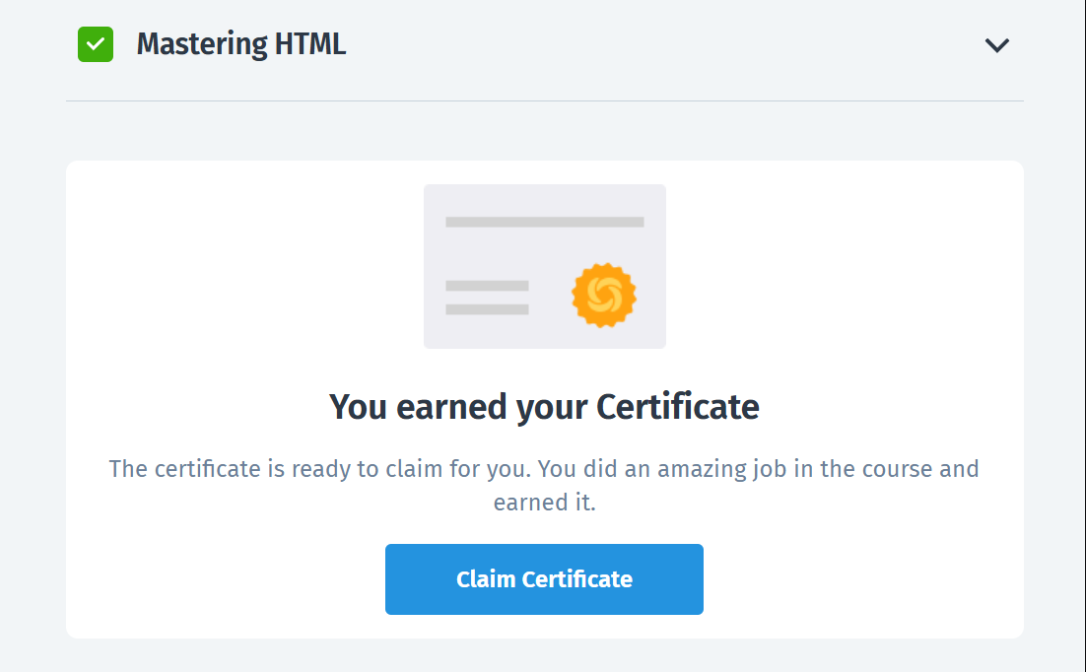 Mastering HTML
You earned your Certificate
The certificate is ready to claim for you. You did an amazing job in the course and
earned it.
Claim Certificate